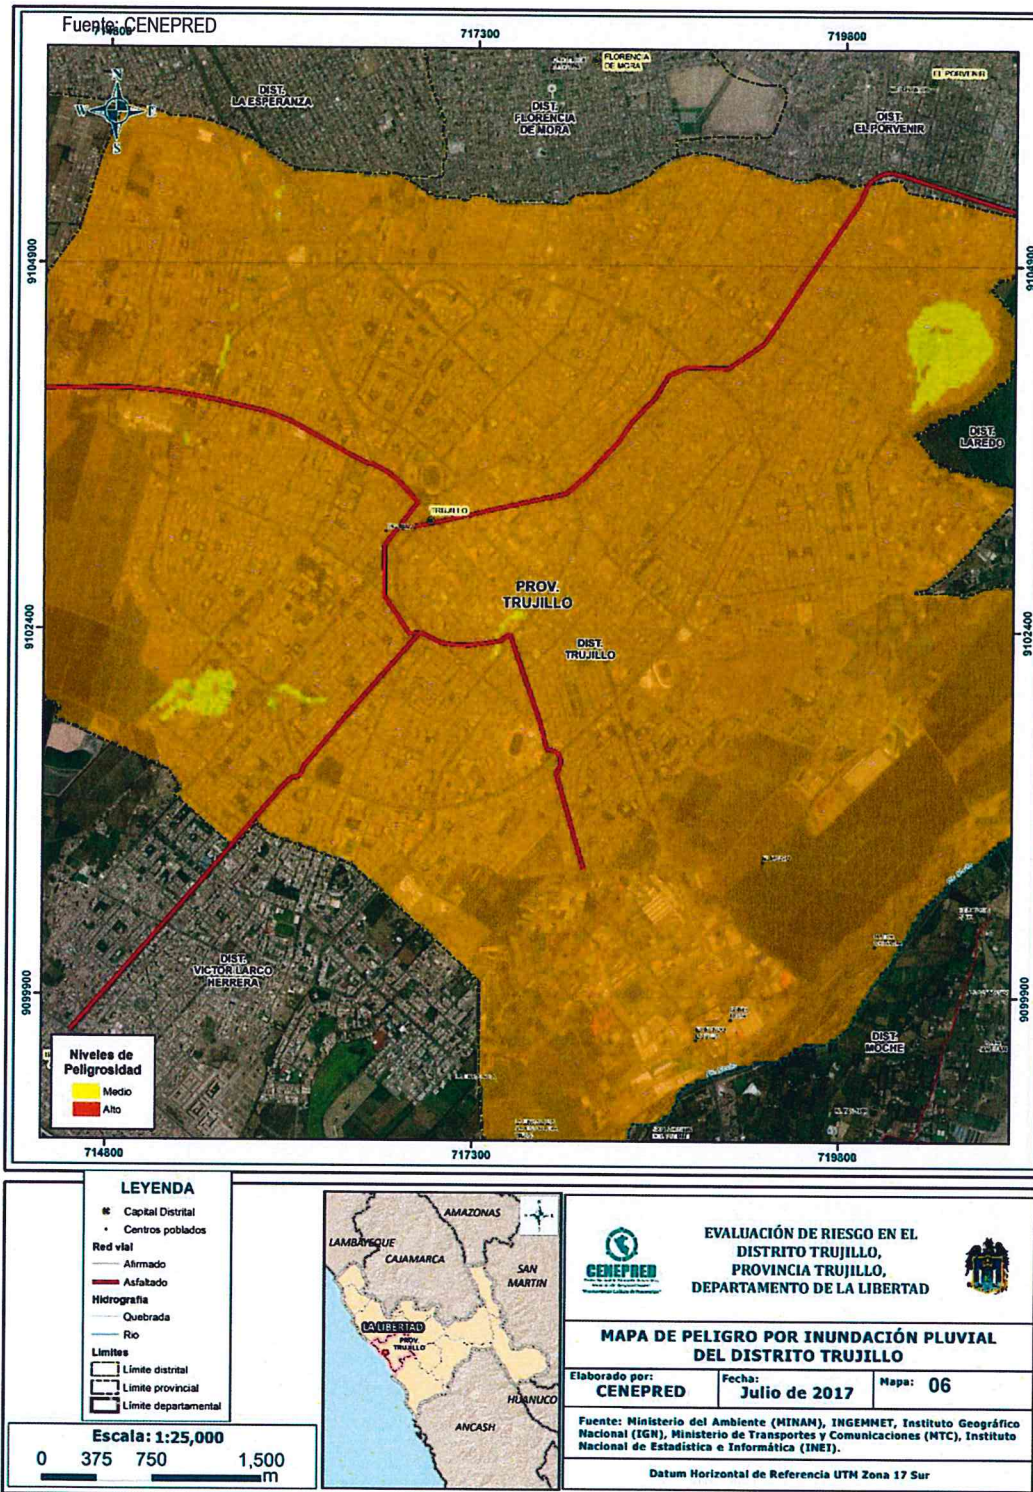 Fuente: CENEPRED
714800
717300
719800
N
W
E
S
DIST.
LA ESPERANZA
FLORENCIA
DE MORA
DIST.
FLORENCIA
DE MORA
EL PORVENIR
DIST.
EL PORVENIR
9104900
9104900
DIST.
LAREDO
TRUJILLO
PROV.
TRUJILLO
DIST.
TRUJILLO
9102400
9102400
DIST.
VICTOR LARCO
HERRERA
9099900
9099900
DIST.
MOCHE
Niveles de
Peligrosidad
Medio
Alto
714800
717300
719800
LEYENDA
Capital Distrital
Centros poblados
Red vial
Afirmado
Asfaltado
Hidrografía
Quebrada
Rio
Limites
Límite distrital
Límite provincial
Límite departamental
Escala: 1:25,000
0 375 750 1,500
m
AMAZONAS
LAMBAYEQUE
CAJAMARCA
SAN
MARTIN
LA LIBERTAD
PROV.
TRUJILLO
HUANUCO
ANCASH
CENEPRED
EVALUACIÓN DE RIESGO EN EL
DISTRITO TRUJILLO,
PROVINCIA TRUJILLO,
DEPARTAMENTO DE LA LIBERTAD
MAPA DE PELIGRO POR INUNDACIÓN PLUVIAL
DEL DISTRITO TRUJILLO
Elaborado por:
CENEPRED
Fecha:
Julio de 2017
Mapa: 06
Fuente: Ministerio del Ambiente (MINAM), INGEMMET, Instituto Geográfico
Nacional (IGN), Ministerio de Transportes y Comunicaciones (MTC), Instituto
Nacional de Estadística e Informática (INEI).
Datum Horizontal de Referencia UTM Zona 17 Sur